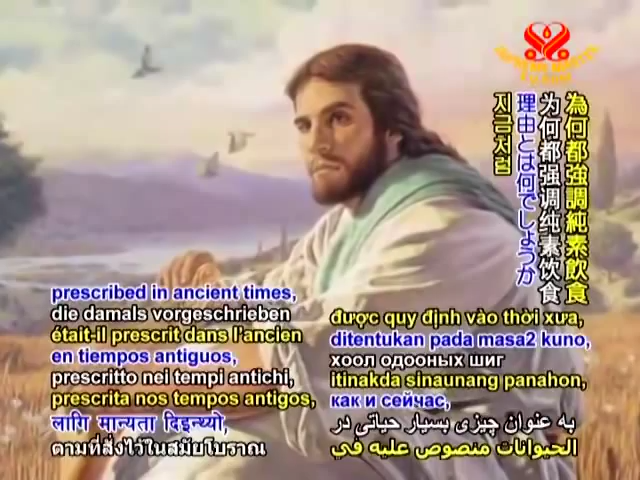 為何都強調純素飲食
为何都强调纯素饮食
理由とは何でしょうか
지금처럼
prescribed in ancient times,
die damals vorgeschrieben
était-il prescrit dans l'ancien
en tiempos antiguos,
prescritto nei tempi antichi,
prescrita nos tempos antigos,
लागि मान्यता दिइन्थ्यो,
ตามที่สั่งไว้ในสมัยโบราณ
được quy định vào thời xưa,
ditentukan pada masa2 kuno,
хоол одооных шиг
itinakda sinaunang panahon,
как и сейчас,
به عنوان چیزی بسیار حیاتی در
الحيوانات منصوص عليه في